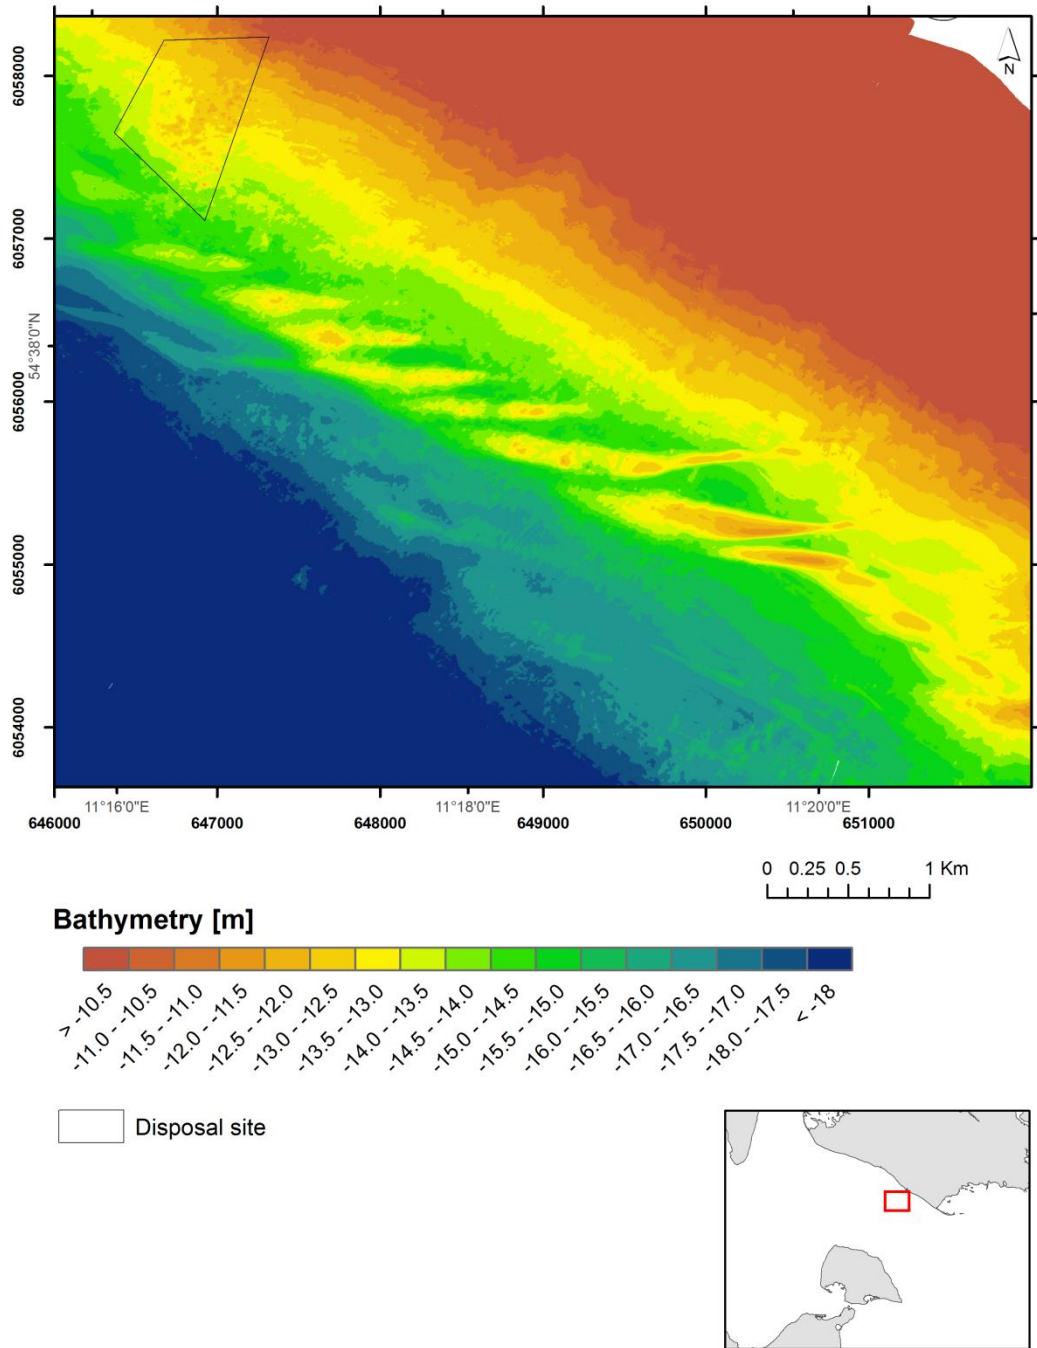 N
6058000
6057000
54°38'0"N
6056000
6055000
6054000
11°16'0"E 11°18'0"E 11°20'0"E
646000 647000 648000 649000 650000 651000
0 0.25 0.5 1 Km
Bathymetry [m]
> -10.5
-11.0 - -10.5
-11.5 - -11.0
-12.0 - -11.5
-12.5 - -12.0
-13.0 - -12.5
-13.5 - -13.0
-14.0 - -13.5
-14.5 - -14.0
-15.0 - -14.5
-15.5 - -15.0
-16.0 - -15.5
-16.5 - -16.0
-17.0 - -16.5
-17.5 - -17.0
-18.0 - -17.5
< -18
Disposal site